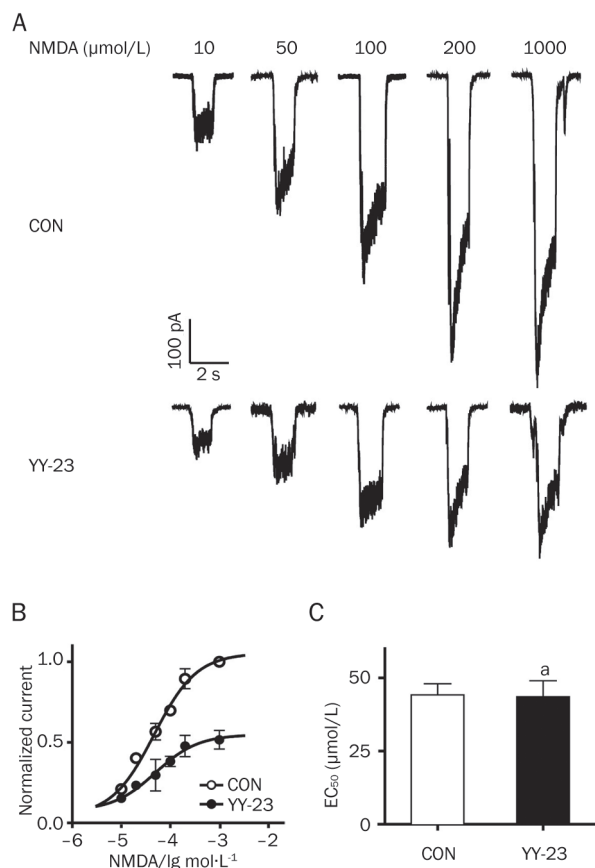 A
NMDA (μmol/L) 10 50 100 200 1000
CON
100 pA
2 s
YY-23
B
Normalized current
1.0
0.5
0.0
CON
YY-23
−6 −5 −4 −3 −2
NMDA/lg mol·L⁻¹
C
EC₅₀ (μmol/L)
50
25
0
a
CON YY-23